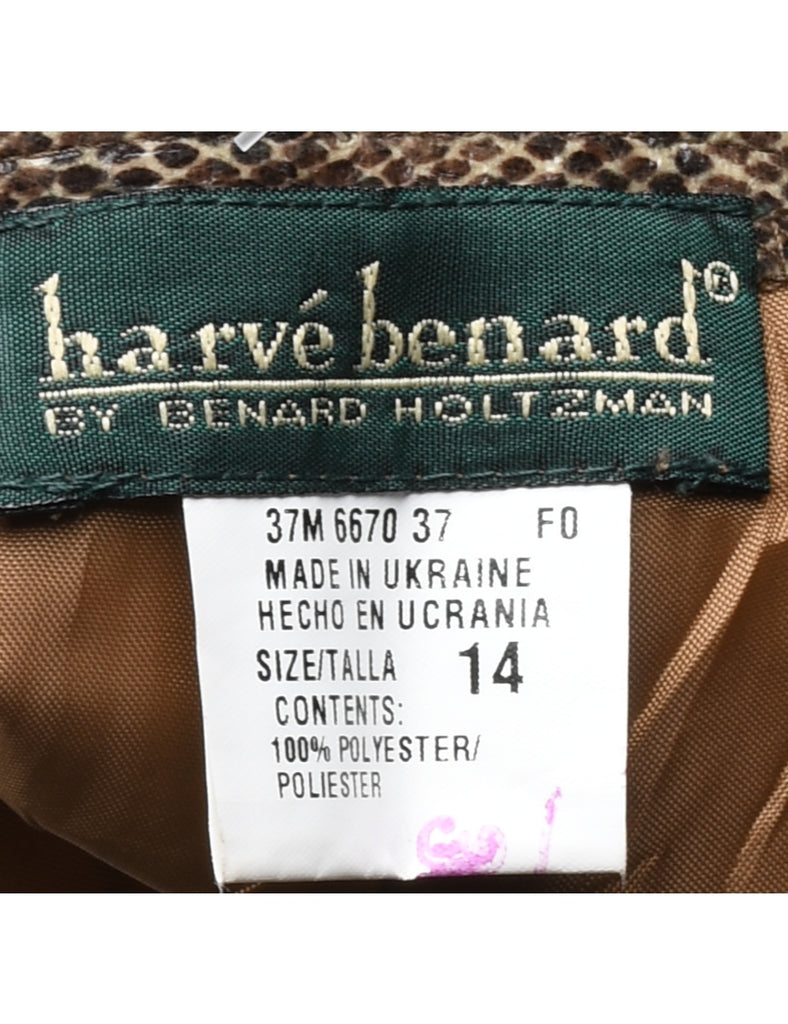 harvé benard®
BY BENARD HOLTZMAN
37M 6670 37 FO
MADE IN UKRAINE
HECHO EN UCRANIA
SIZE/TALLA 14
CONTENTS:
100% POLYESTER/
POLIESTER